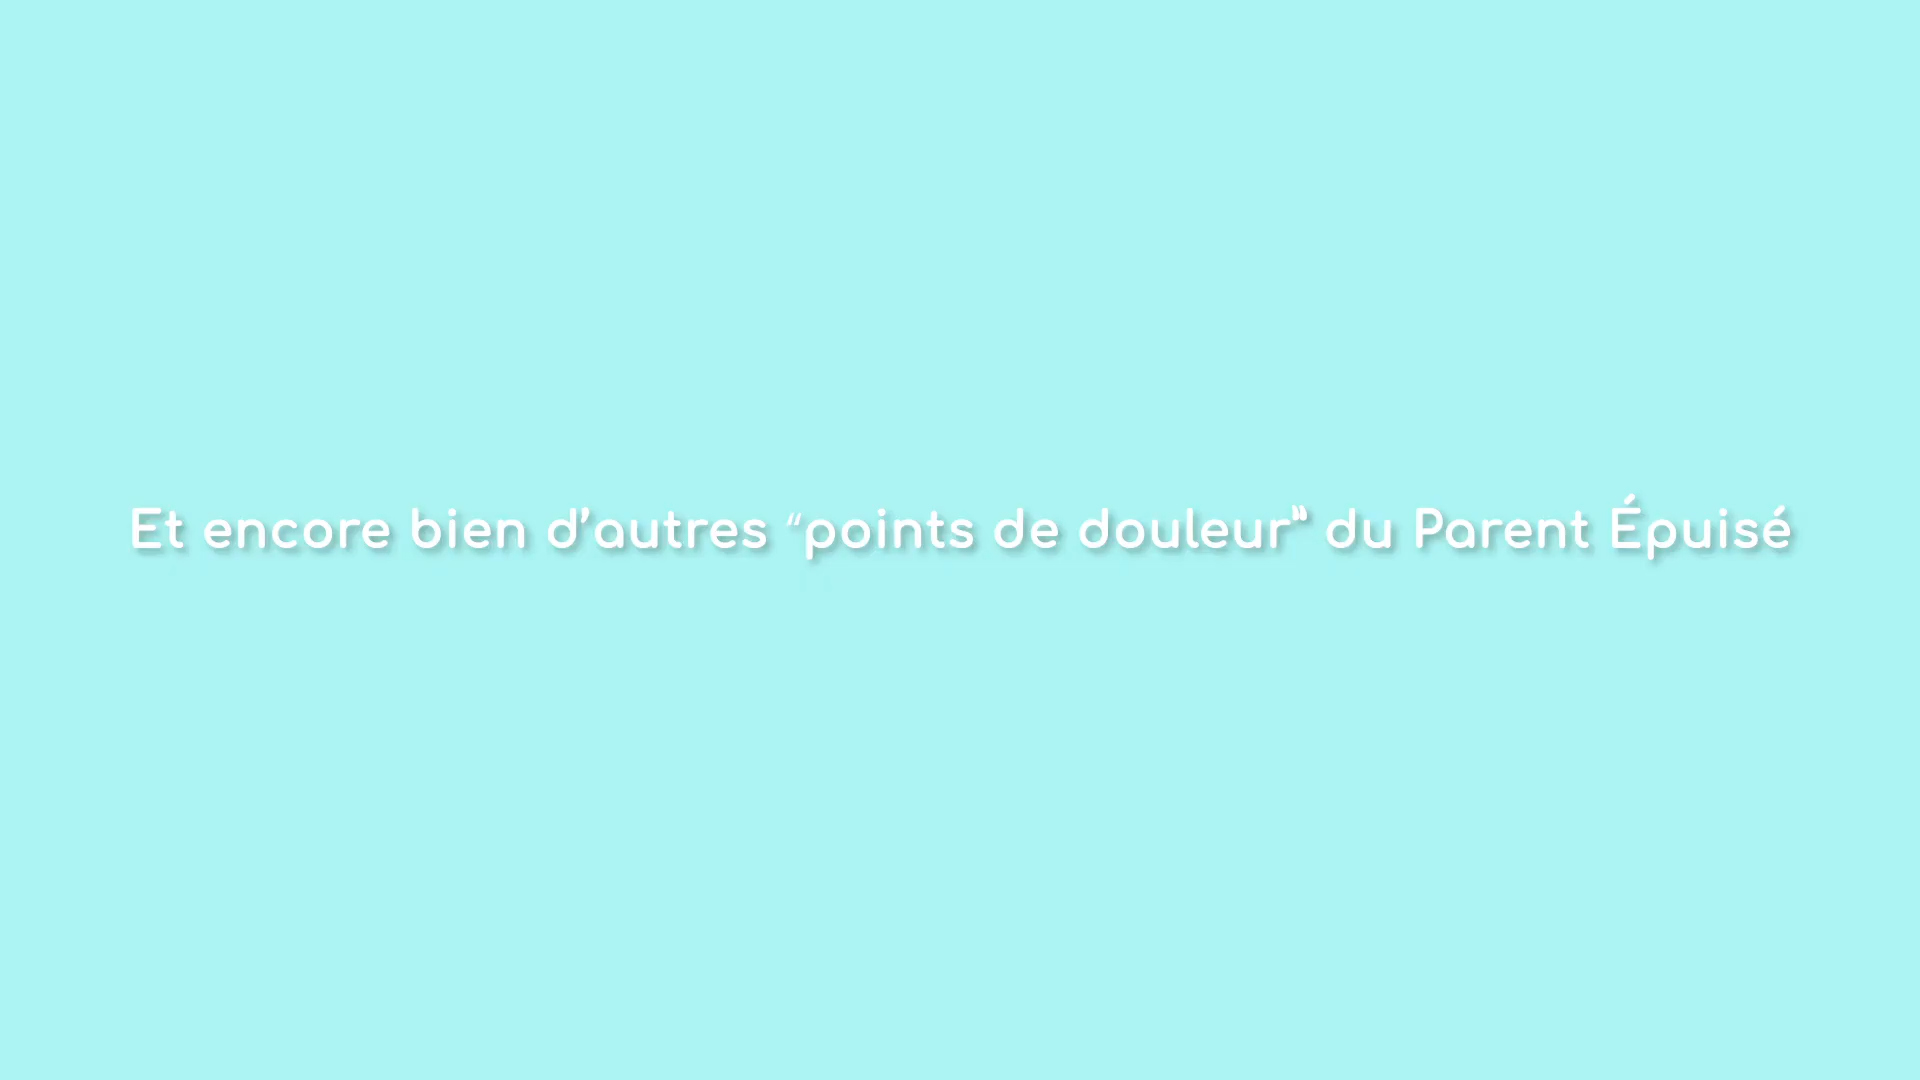 Et encore bien d’autres “points de douleur” du Parent Épuisé